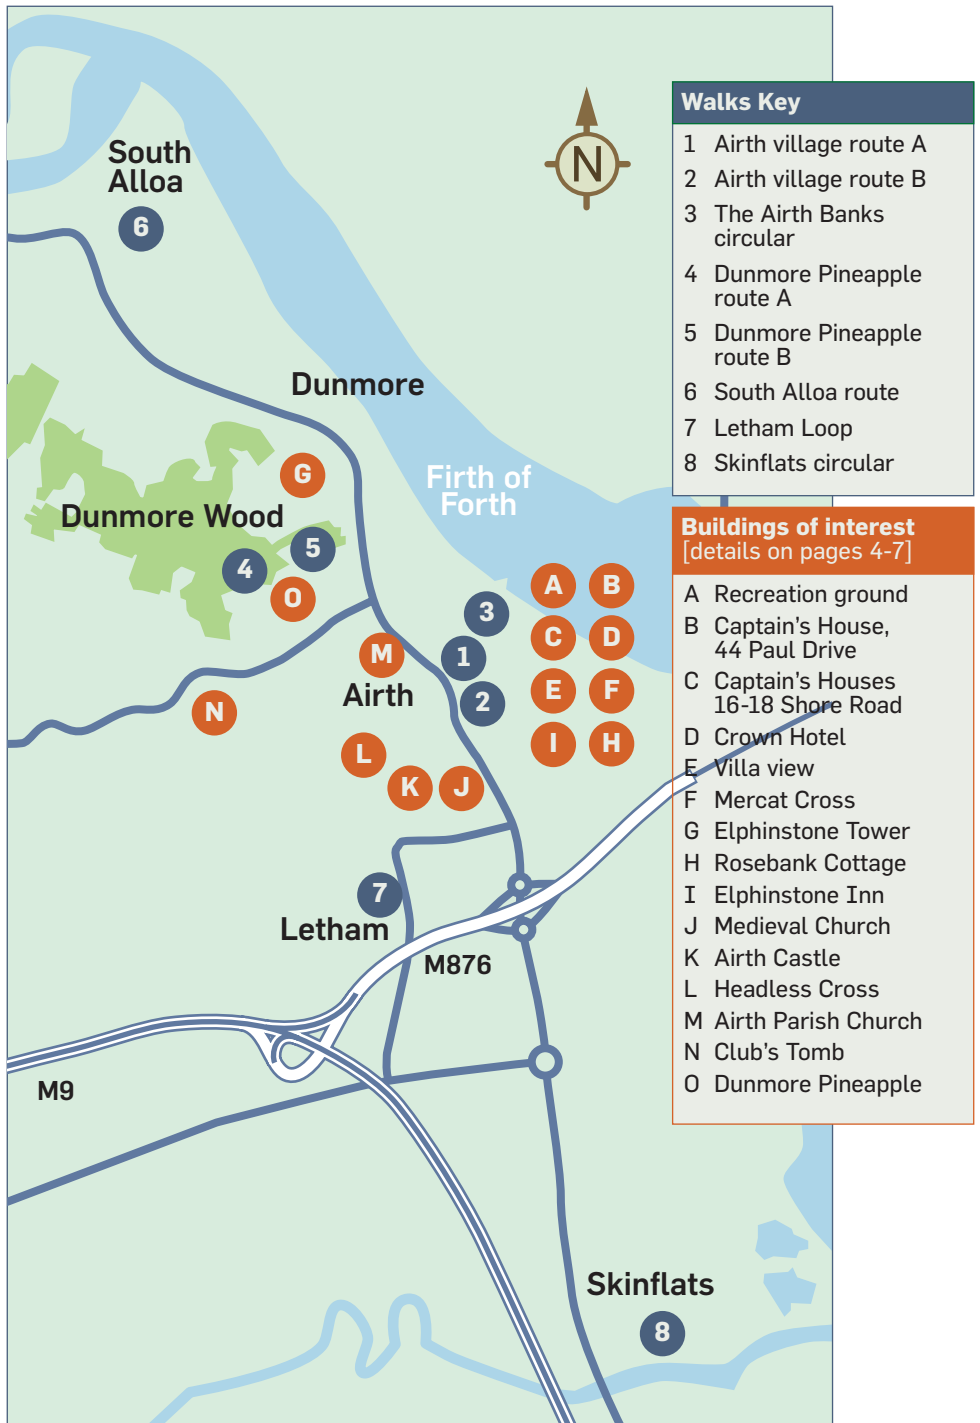 South
Alloa
6
N
Dunmore
G
Firth of
Forth
Dunmore Wood
5
4
O
3
A
B
M
1
C
D
Airth
2
E
F
N
L
I
H
K
J
7
Letham
M876
M9
Skinflats
8
Walks Key
1 Airth village route A
2 Airth village route B
3 The Airth Banks
circular
4 Dunmore Pineapple
route A
5 Dunmore Pineapple
route B
6 South Alloa route
7 Letham Loop
8 Skinflats circular
Buildings of interest
[details on pages 4-7]
A Recreation ground
B Captain's House,
44 Paul Drive
C Captain's Houses
16-18 Shore Road
D Crown Hotel
E Villa view
F Mercat Cross
G Elphinstone Tower
H Rosebank Cottage
I Elphinstone Inn
J Medieval Church
K Airth Castle
L Headless Cross
M Airth Parish Church
N Club's Tomb
O Dunmore Pineapple